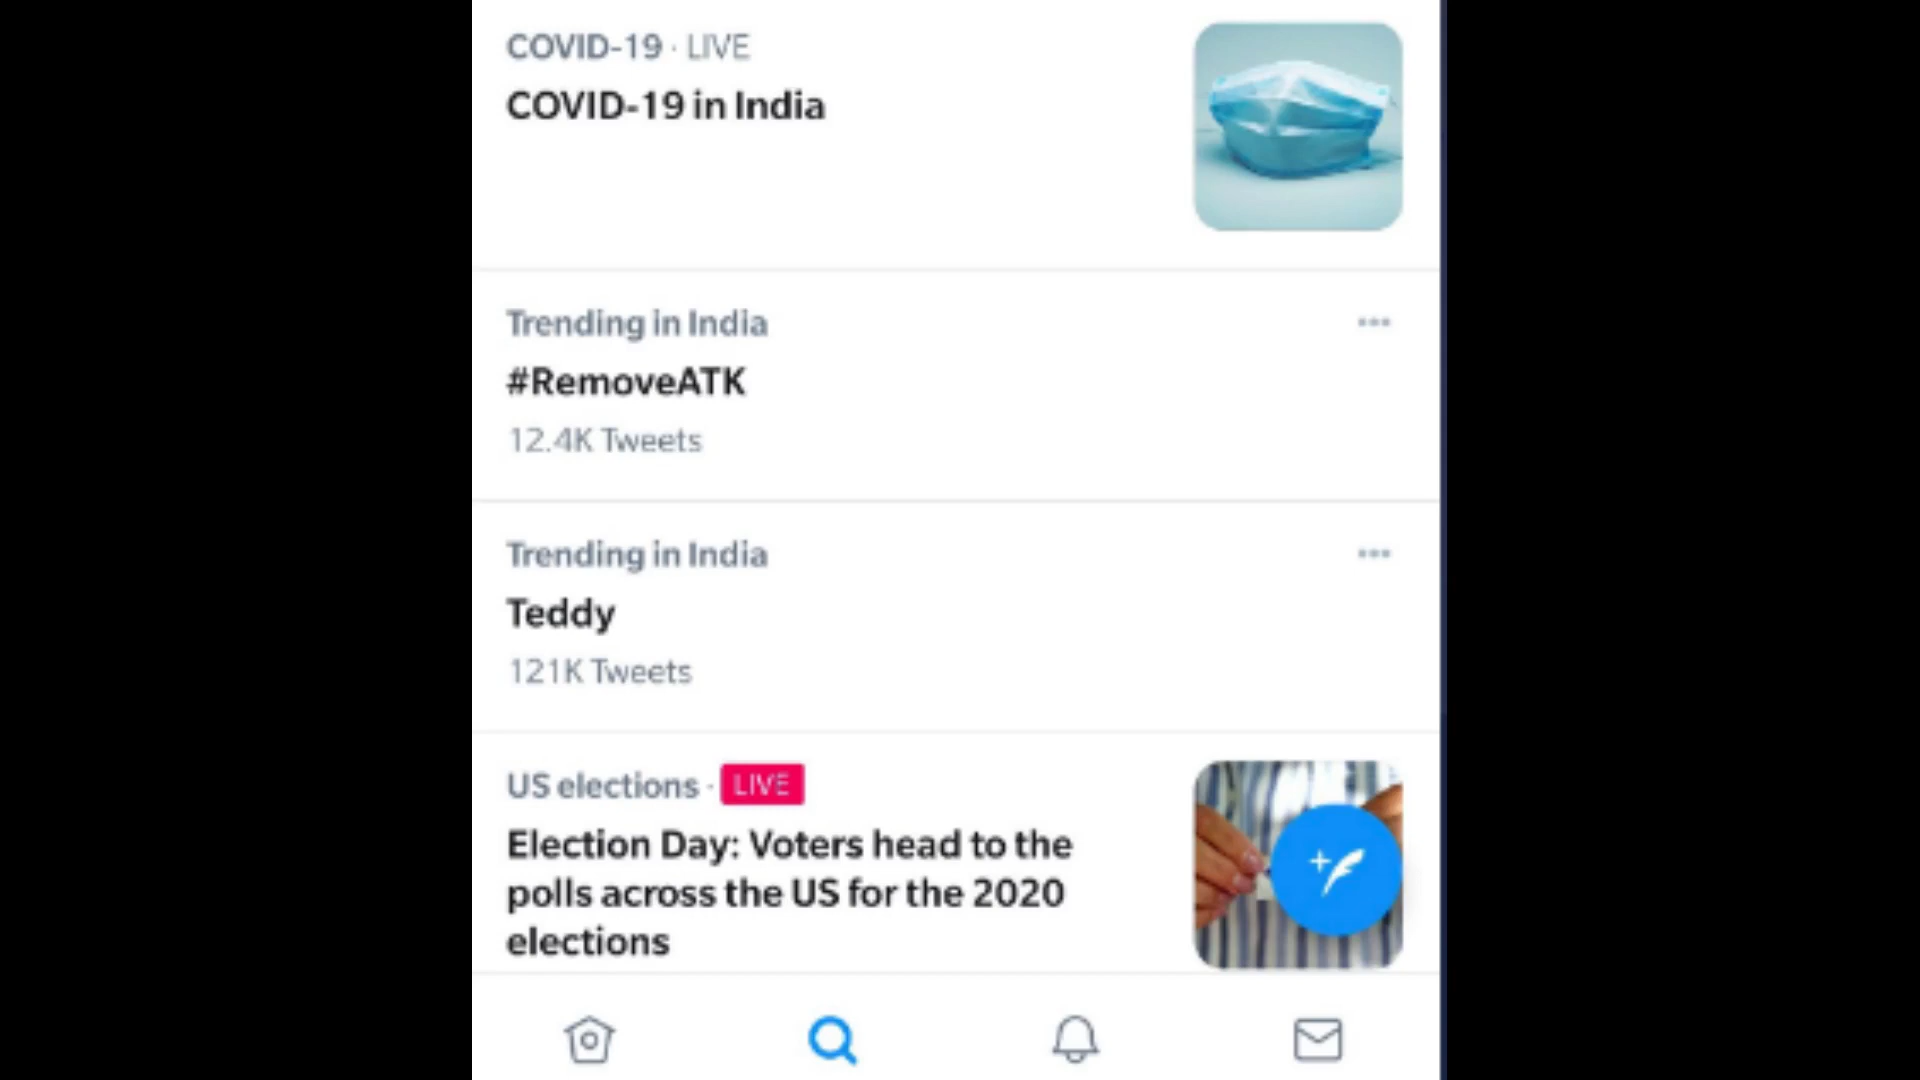 COVID-19 · LIVE
COVID-19 in India
Trending in India
#RemoveATK
12.4K Tweets
Trending in India
Teddy
121K Tweets
US elections · LIVE
Election Day: Voters head to the
polls across the US for the 2020
elections